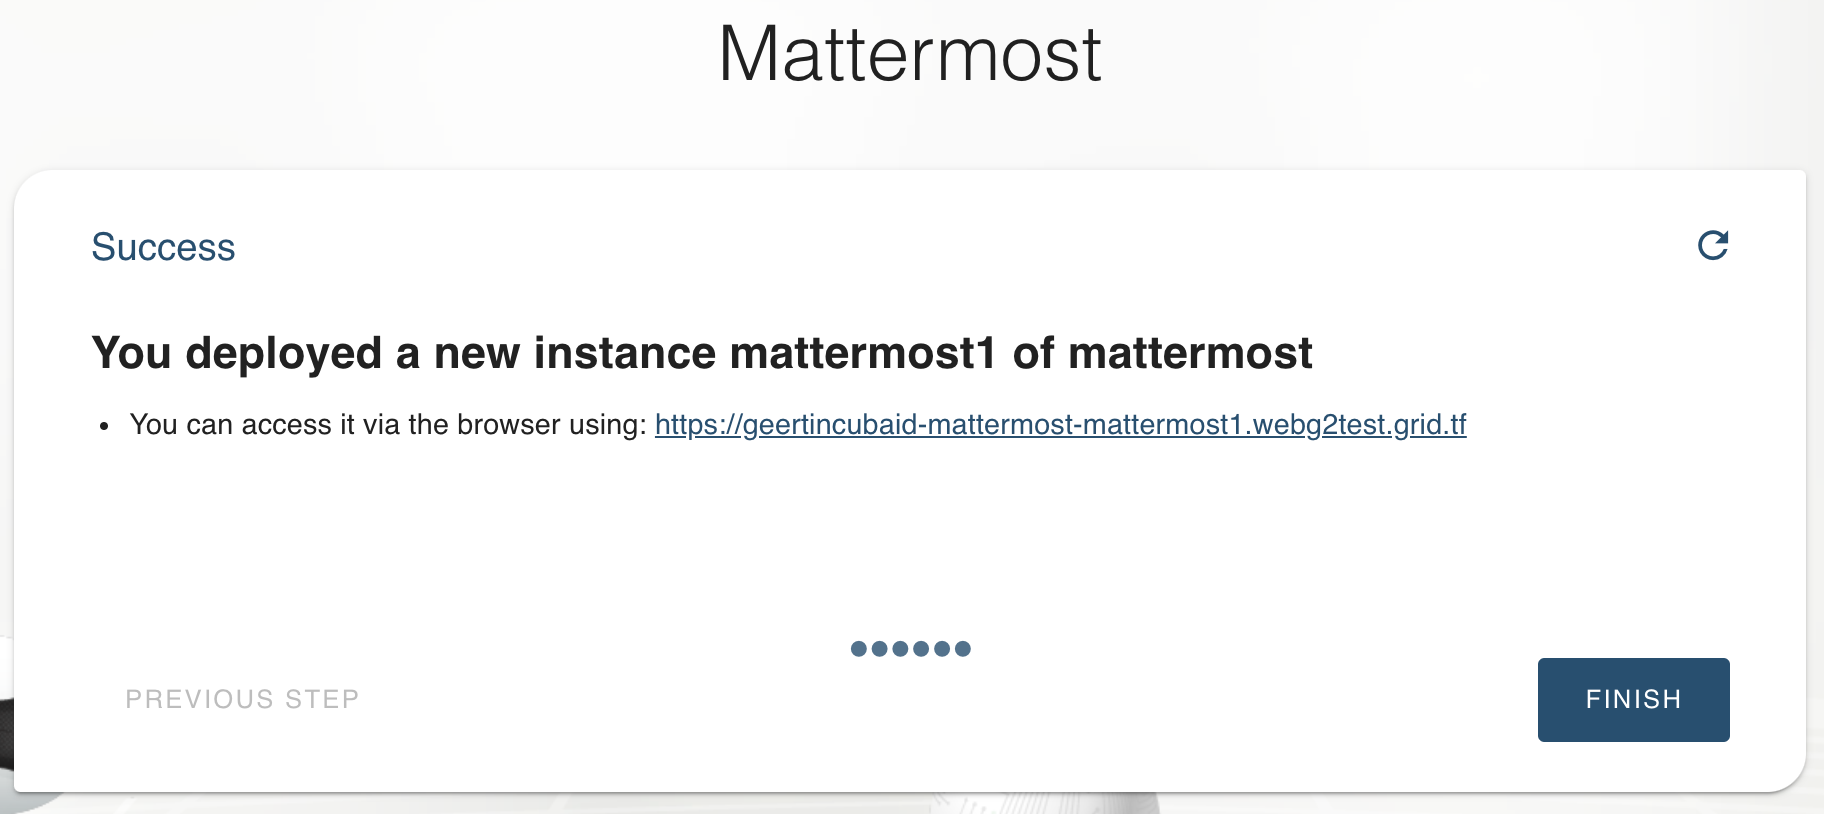 Mattermost
Success
You deployed a new instance mattermost1 of mattermost
You can access it via the browser using: https://geertincubaid-mattermost-mattermost1.webg2test.grid.tf
PREVIOUS STEP
FINISH